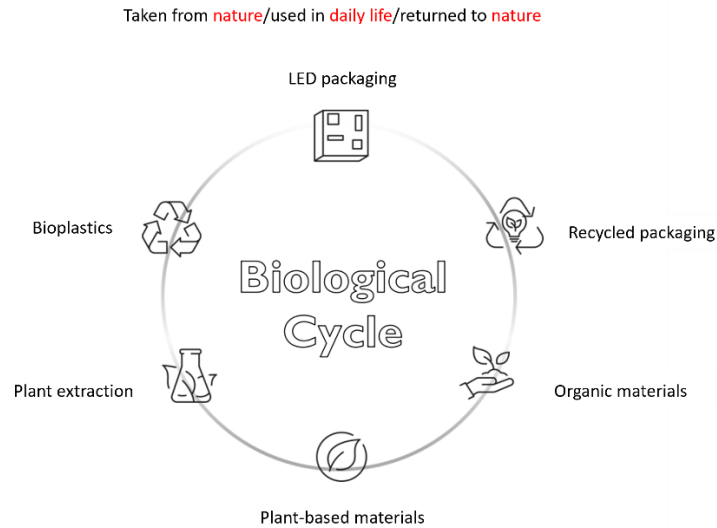 Taken from nature/used in daily life/returned to nature
LED packaging
Bioplastics
Recycled packaging
Biological
Cycle
Plant extraction
Organic materials
Plant-based materials